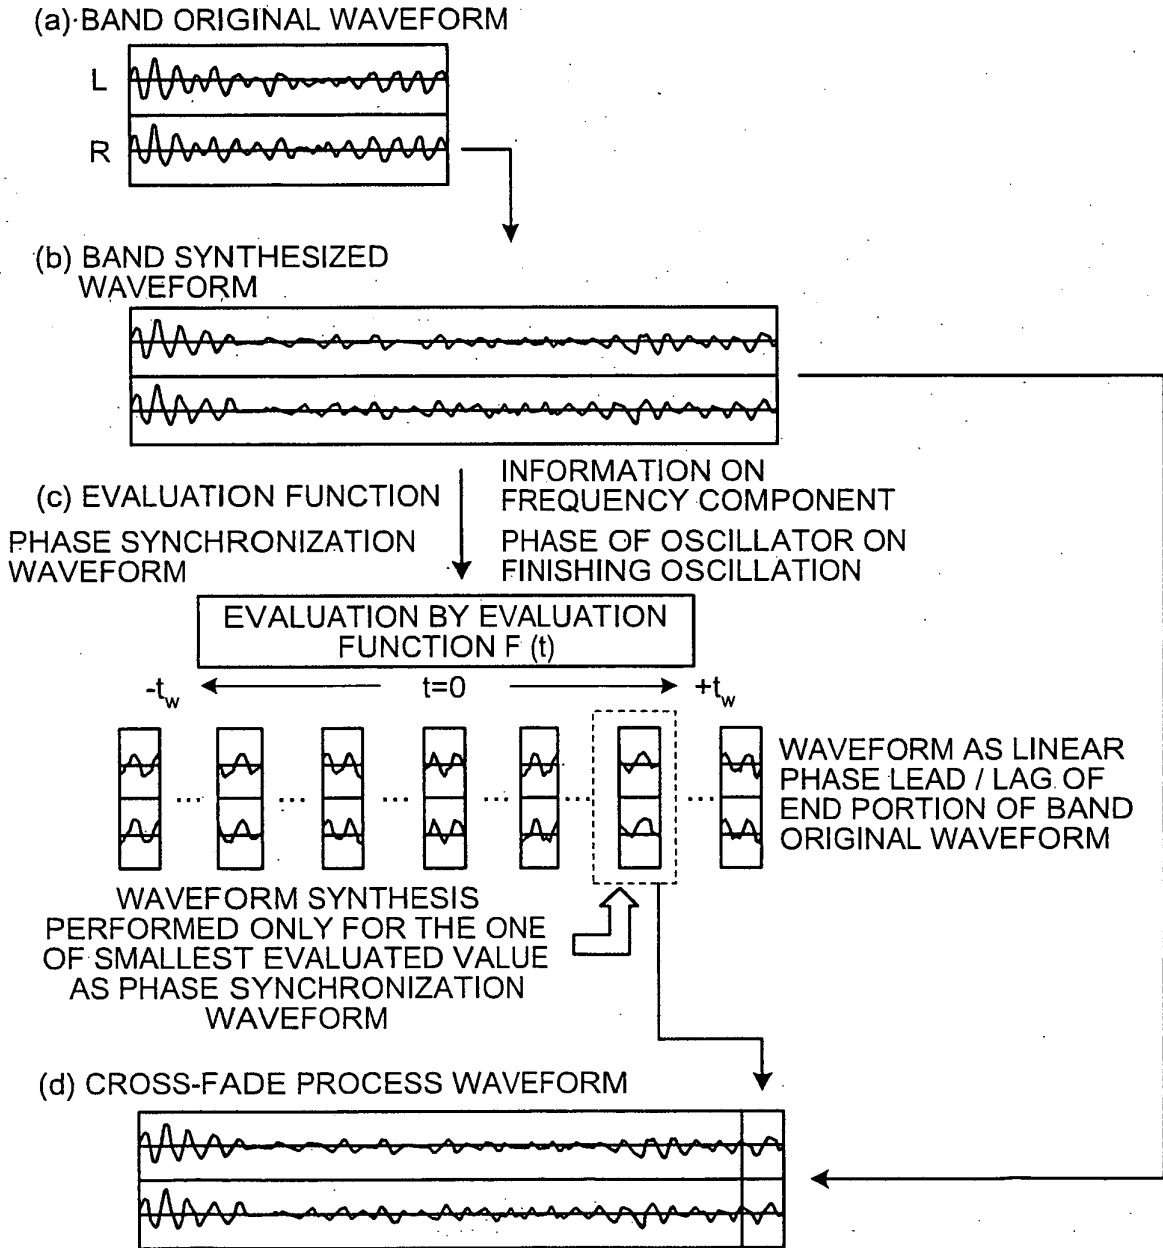 (a) BAND ORIGINAL WAVEFORM
L
R
(b) BAND SYNTHESIZED
WAVEFORM
(c) EVALUATION FUNCTION
INFORMATION ON
FREQUENCY COMPONENT
PHASE SYNCHRONIZATION
WAVEFORM
PHASE OF OSCILLATOR ON
FINISHING OSCILLATION
EVALUATION BY EVALUATION
FUNCTION F (t)
-t_w
t=0
+t_w
... ... ... ... ... ...
WAVEFORM AS LINEAR
PHASE LEAD / LAG OF
END PORTION OF BAND
ORIGINAL WAVEFORM
WAVEFORM SYNTHESIS
PERFORMED ONLY FOR THE ONE
OF SMALLEST EVALUATED VALUE
AS PHASE SYNCHRONIZATION
WAVEFORM
(d) CROSS-FADE PROCESS WAVEFORM